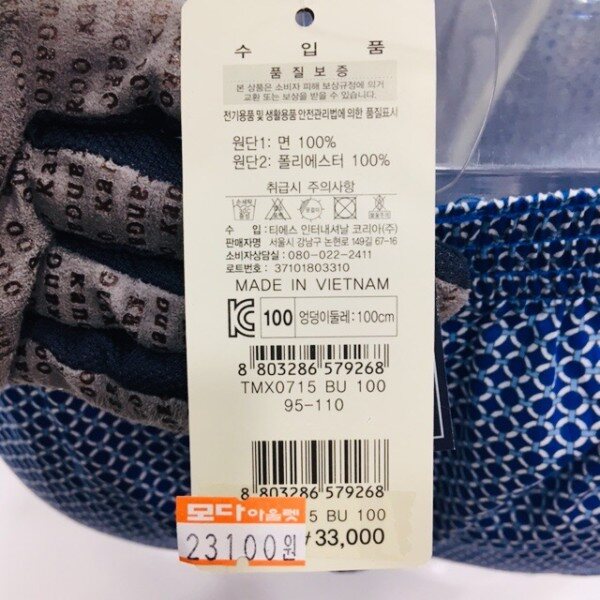 수 입 품
품 질 보 증
본 상품은 소비자 피해 보상규정에 의거
교환 또는 보상을 받을 수 있습니다.
전기용품 및 생활용품 안전관리법에 의한 품질표시
원단1: 면 100%
원단2: 폴리에스터 100%
취급시 주의사항
수 입 : 티에스 인터내셔날 코리아(주)
판매자명 : 서울시 강남구 논현로 149길 67-16
소비자상담실 : 080-022-2411
로트번호 : 37101803310
MADE IN VIETNAM
KC 100 엉덩이둘레:100cm
8 803286 579268
TMX0715 BU 100
95-110
8 803286 579268
5 BU 100
모다아울렛
23100원
33,000